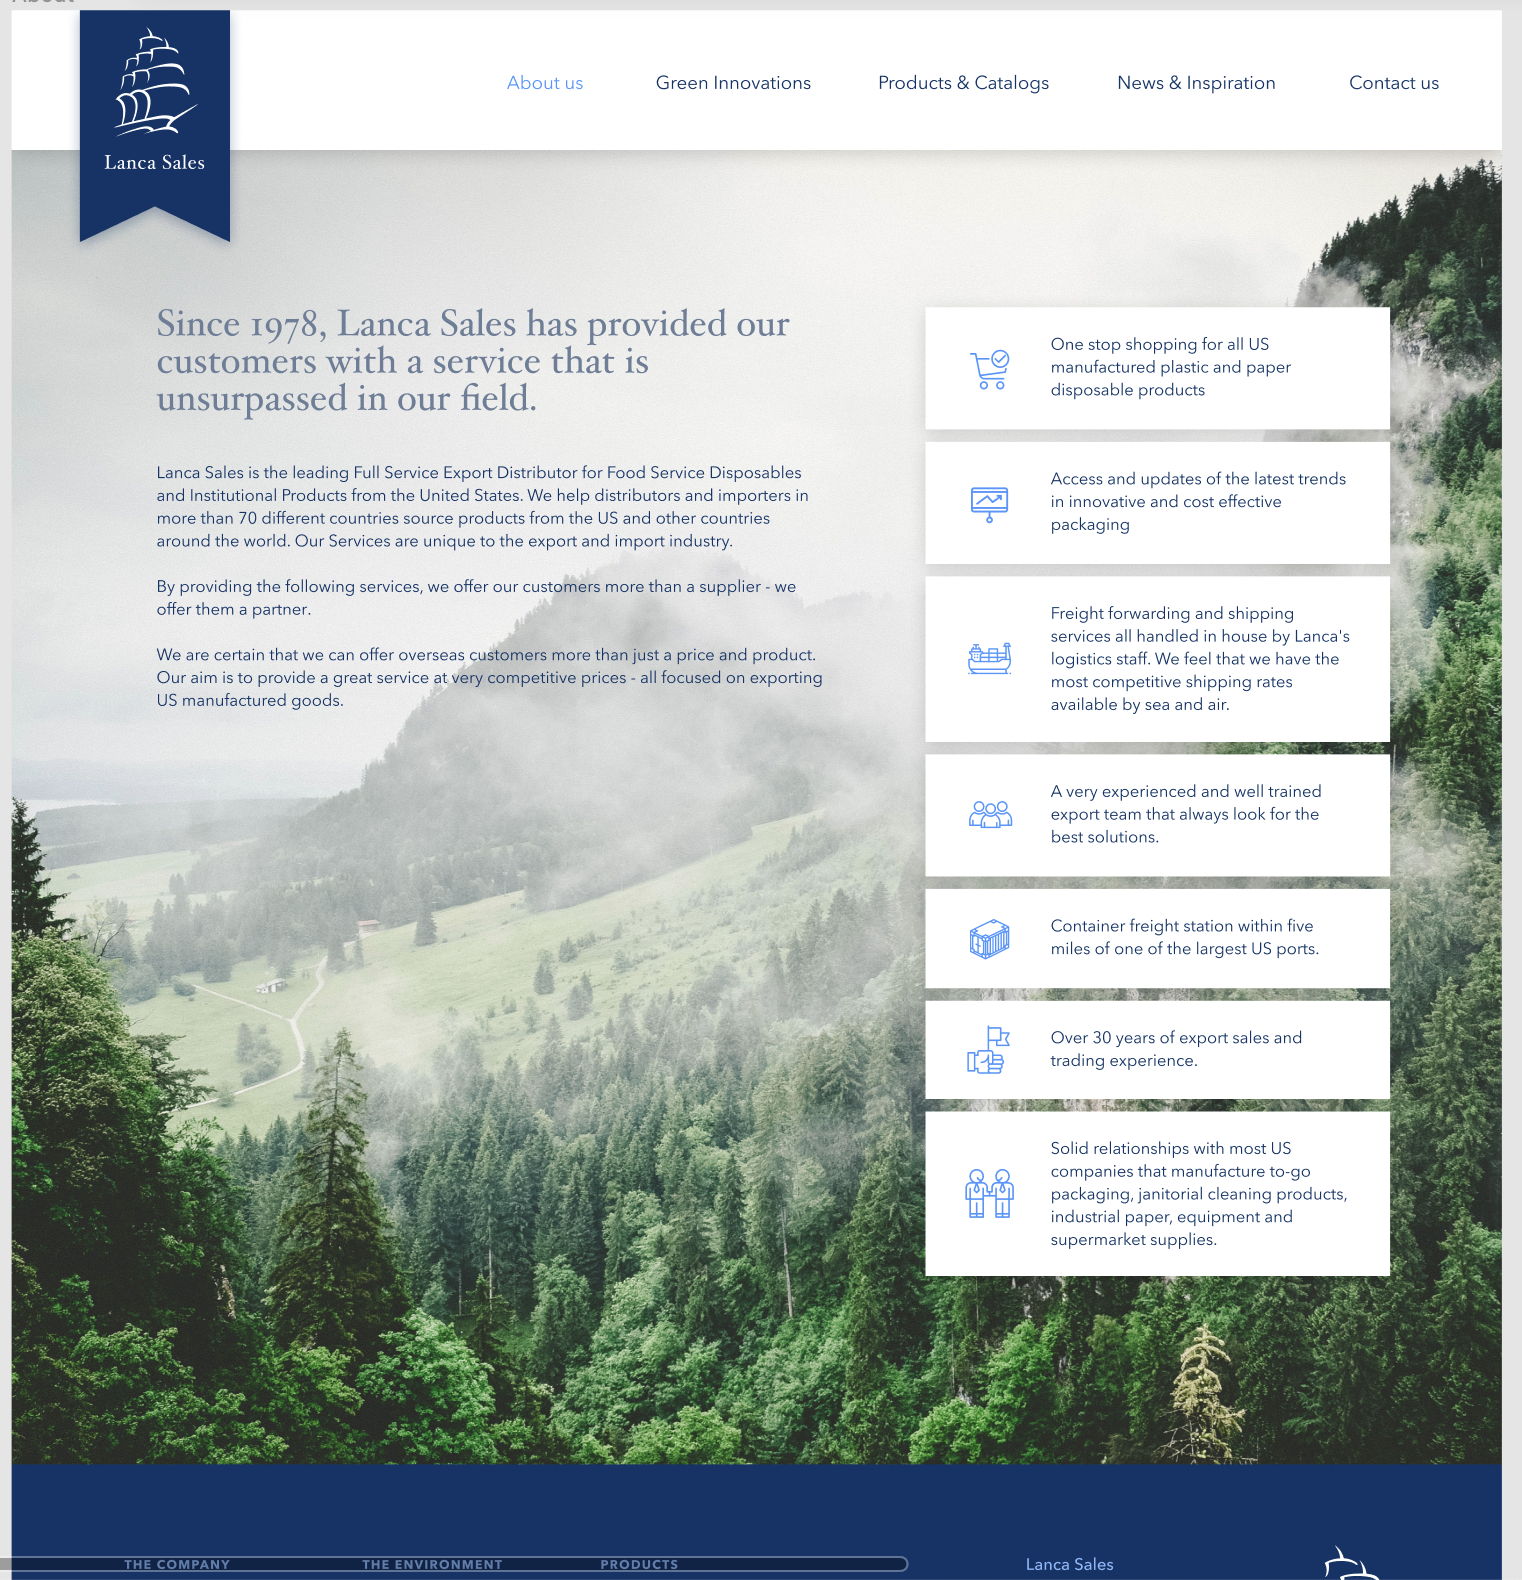 About
Lanca Sales
About us
Green Innovations
Products & Catalogs
News & Inspiration
Contact us
Since 1978, Lanca Sales has provided our
customers with a service that is
unsurpassed in our field.
Lanca Sales is the leading Full Service Export Distributor for Food Service Disposables
and Institutional Products from the United States. We help distributors and importers in
more than 70 different countries source products from the US and other countries
around the world. Our Services are unique to the export and import industry.
By providing the following services, we offer our customers more than a supplier - we
offer them a partner.
We are certain that we can offer overseas customers more than just a price and product.
Our aim is to provide a great service at very competitive prices - all focused on exporting
US manufactured goods.
One stop shopping for all US
manufactured plastic and paper
disposable products
Access and updates of the latest trends
in innovative and cost effective
packaging
Freight forwarding and shipping
services all handled in house by Lanca's
logistics staff. We feel that we have the
most competitive shipping rates
available by sea and air.
A very experienced and well trained
export team that always look for the
best solutions.
Container freight station within five
miles of one of the largest US ports.
Over 30 years of export sales and
trading experience.
Solid relationships with most US
companies that manufacture to-go
packaging, janitorial cleaning products,
industrial paper, equipment and
supermarket supplies.
THE COMPANY
THE ENVIRONMENT
PRODUCTS
Lanca Sales